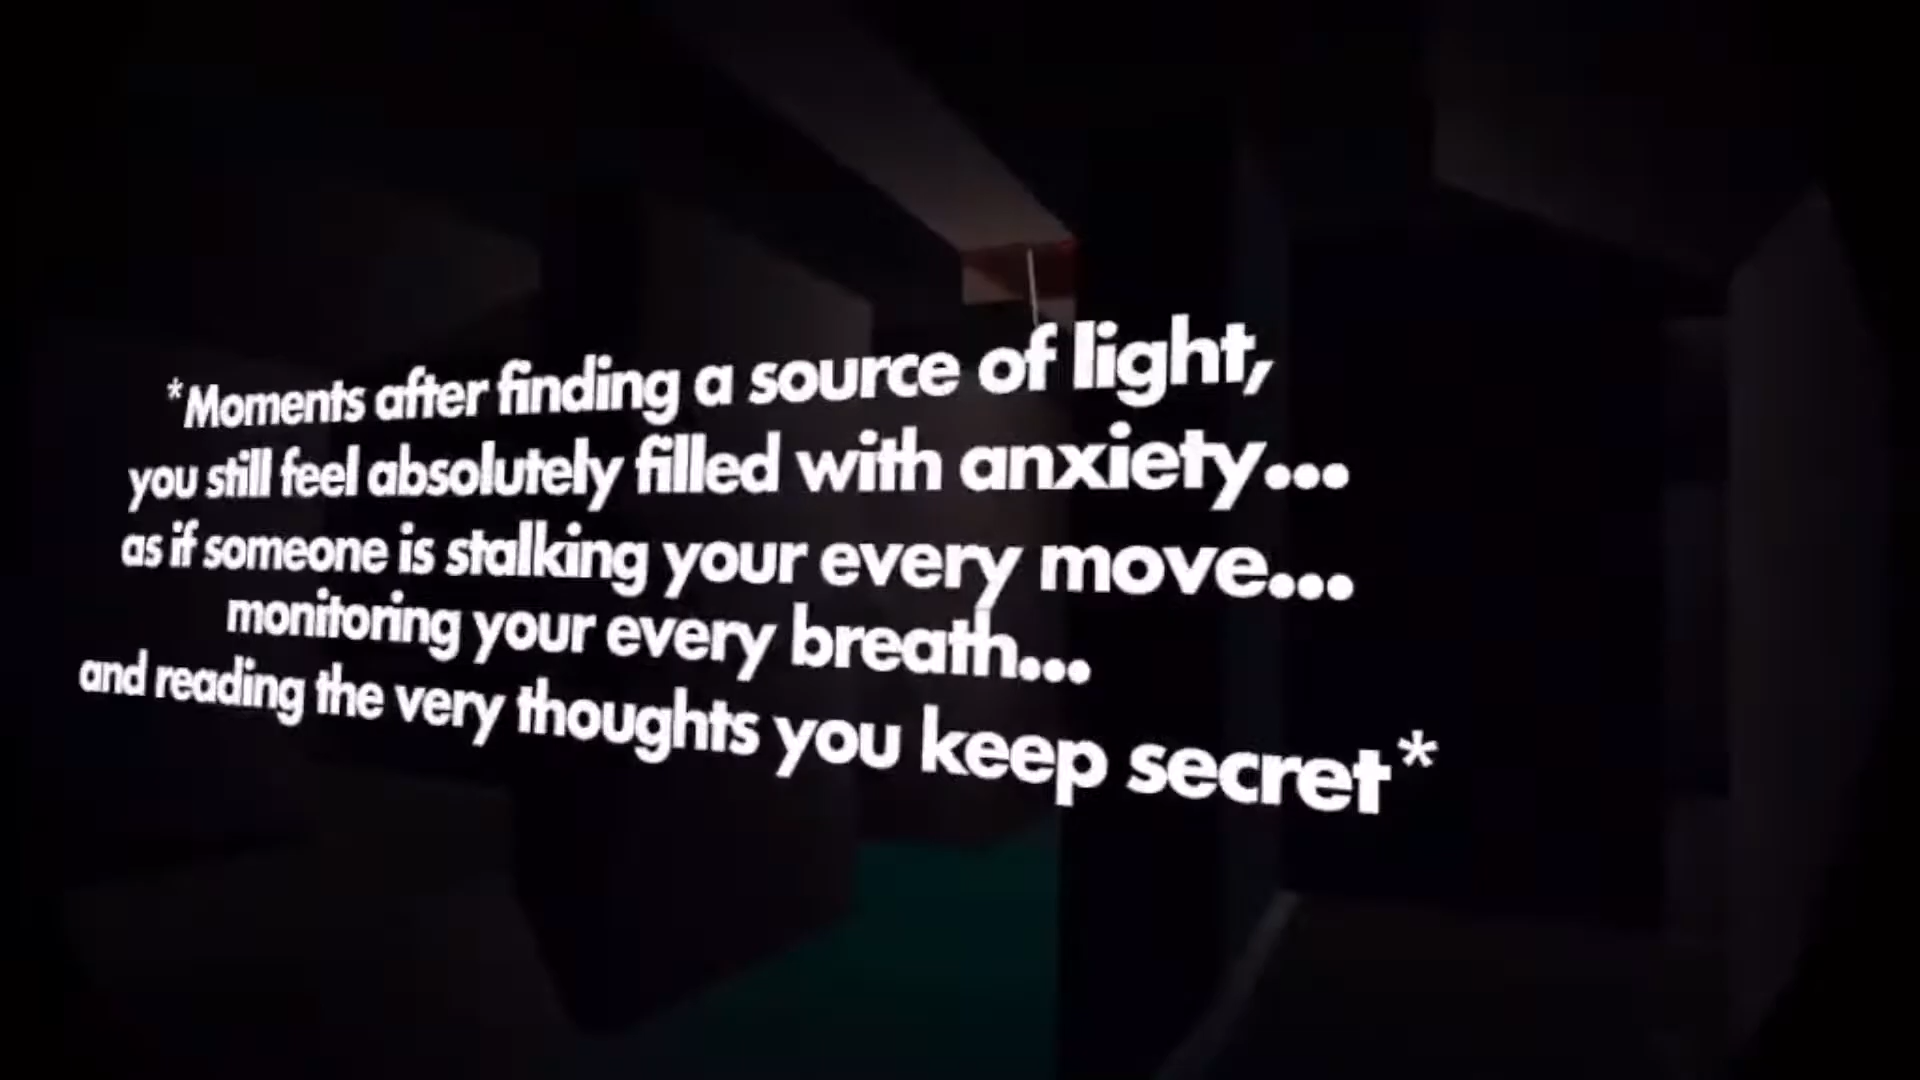 *Moments after finding a source of light,
you still feel absolutely filled with anxiety...
as if someone is stalking your every move...
monitoring your every breath...
and reading the very thoughts you keep secret*